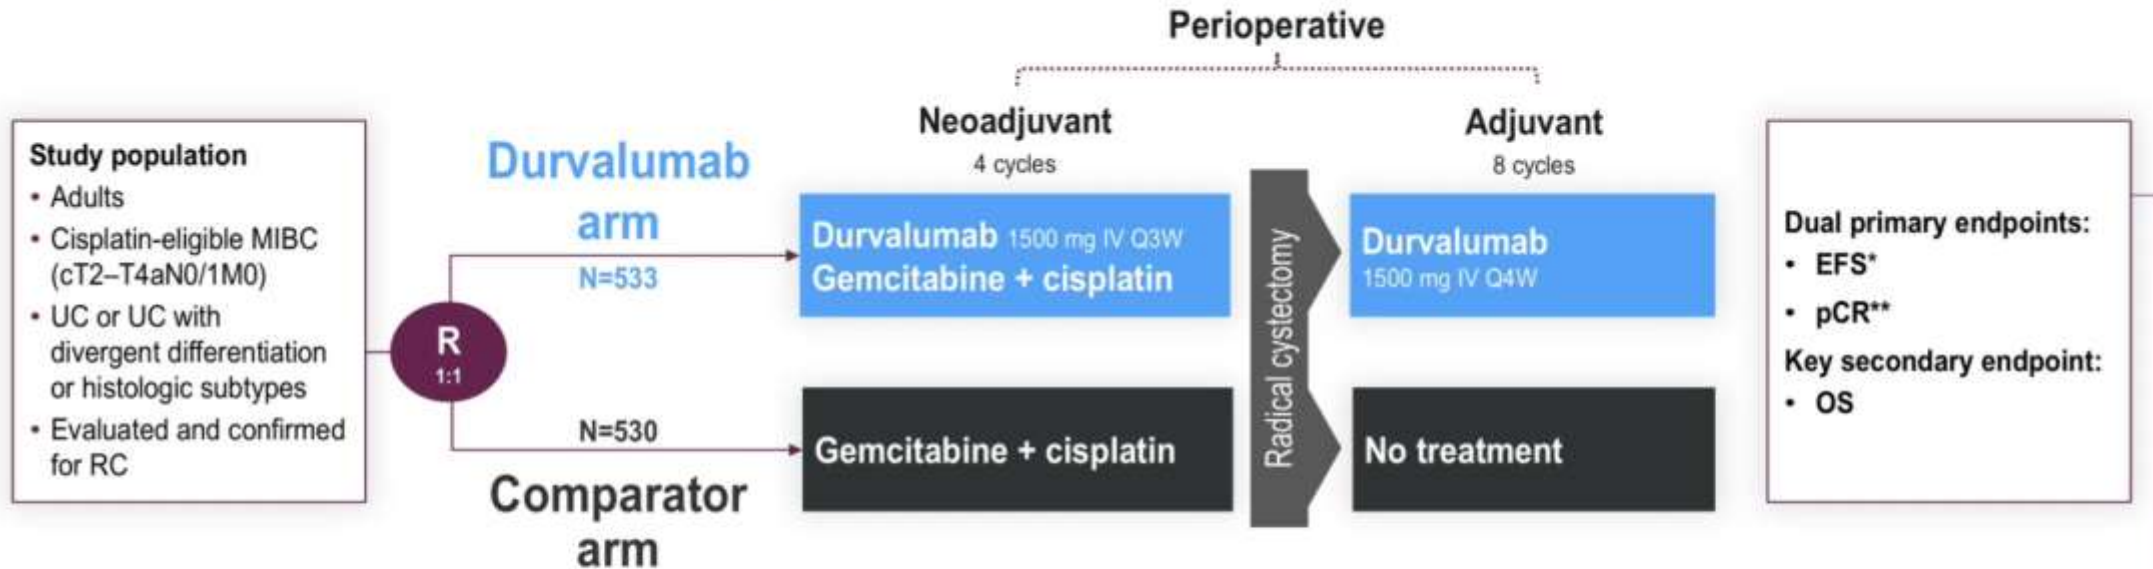 Perioperative
Study population
• Adults
• Cisplatin-eligible MIBC
(cT2–T4aN0/1M0)
• UC or UC with
divergent differentiation
or histologic subtypes
• Evaluated and confirmed
for RC
R
1:1
Durvalumab
arm
N=533
N=530
Comparator
arm
Neoadjuvant
4 cycles
Durvalumab 1500 mg IV Q3W
Gemcitabine + cisplatin
Gemcitabine + cisplatin
Radical cystectomy
Adjuvant
8 cycles
Durvalumab
1500 mg IV Q4W
No treatment
Dual primary endpoints:
• EFS*
• pCR**
Key secondary endpoint:
• OS